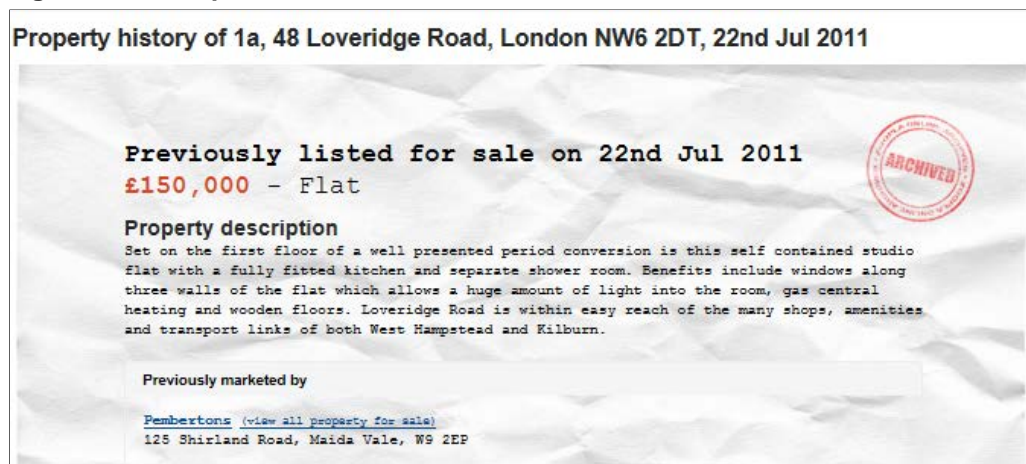 Property history of 1a, 48 Loveridge Road, London NW6 2DT, 22nd Jul 2011
Previously listed for sale on 22nd Jul 2011
£150,000 – Flat
ARCHIVED
Property description
Set on the first floor of a well presented period conversion is this self contained studio
flat with a fully fitted kitchen and separate shower room. Benefits include windows along
three walls of the flat which allows a huge amount of light into the room, gas central
heating and wooden floors. Loveridge Road is within easy reach of the many shops, amenities
and transport links of both West Hampstead and Kilburn.
Previously marketed by
Pembertons (view all property for sale)
125 Shirland Road, Maida Vale, W9 2EP